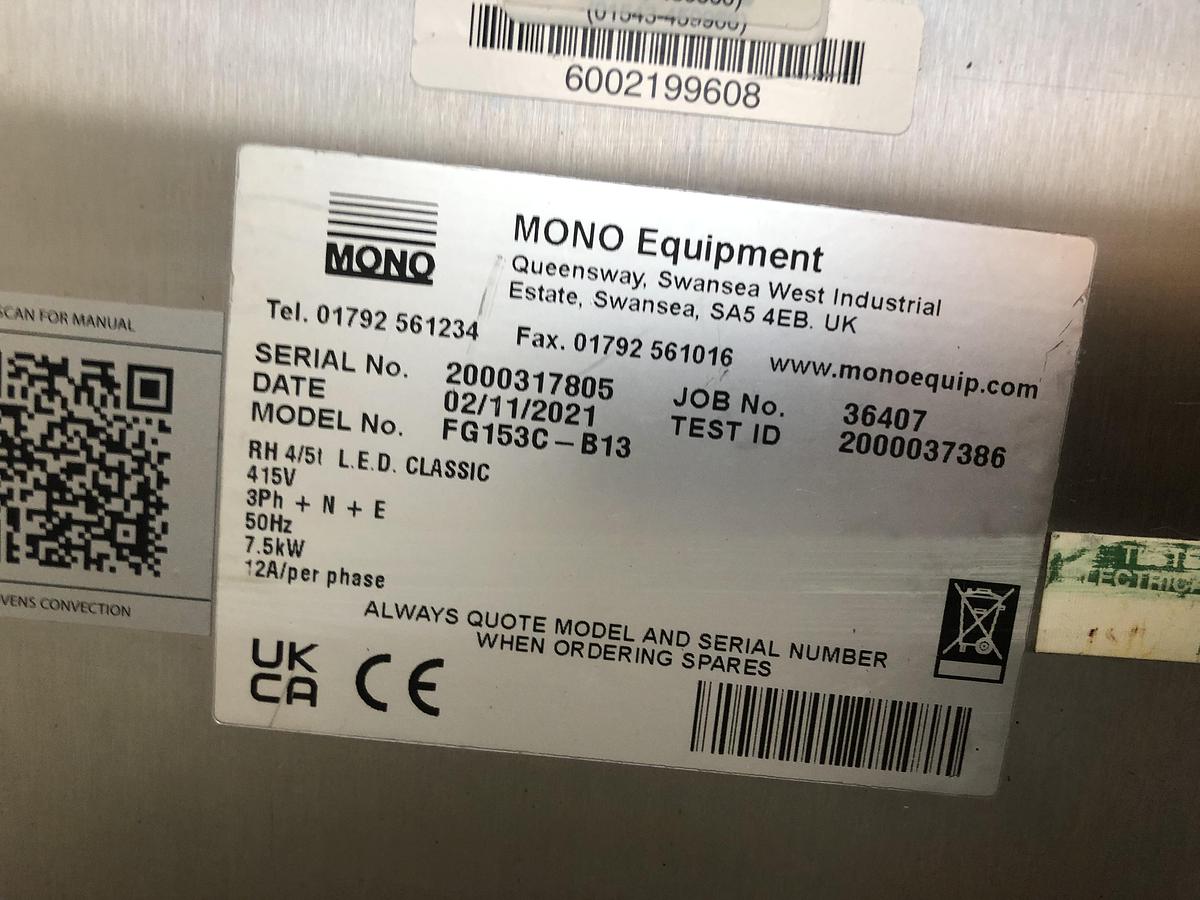 (01543-459900)
6002199608
MONO
MONO Equipment
Queensway, Swansea West Industrial
Estate, Swansea, SA5 4EB. UK
Tel. 01792 561234 Fax. 01792 561016 www.monoequip.com
SERIAL No. 2000317805 JOB No. 36407
DATE 02/11/2021 TEST ID 2000037386
MODEL No. FG153C-B13
RH 4/5t L.E.D. CLASSIC
415V
3Ph + N + E
50Hz
7.5kW
12A/per phase
ALWAYS QUOTE MODEL AND SERIAL NUMBER
WHEN ORDERING SPARES
UK
CA CE
SCAN FOR MANUAL
VENS CONVECTION